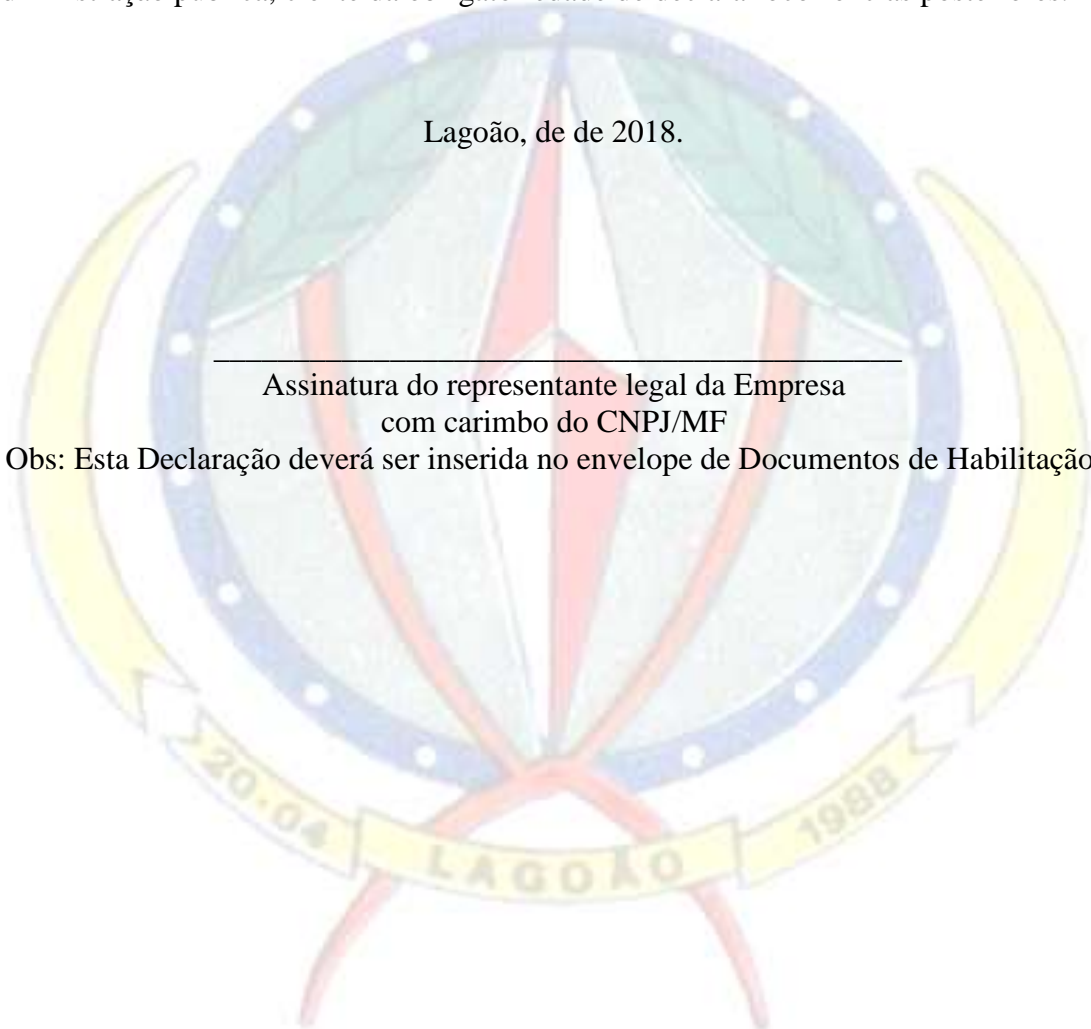 Lagoão, de de 2018.
Assinatura do representante legal da Empresa
com carimbo do CNPJ/MF
Obs: Esta Declaração deverá ser inserida no envelope de Documentos de Habilitação
20·04 LAGOÃO 1988